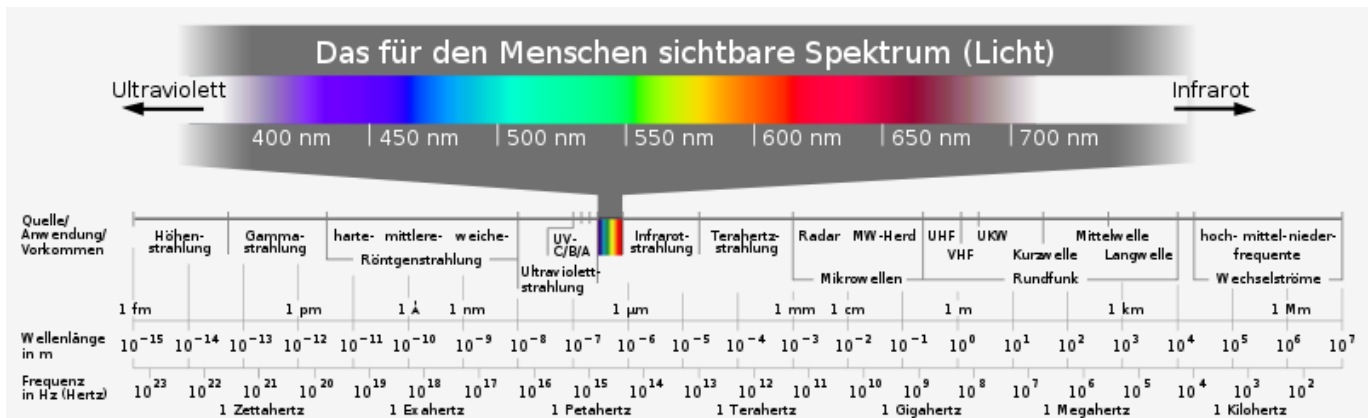 Das für den Menschen sichtbare Spektrum (Licht)
Ultraviolett
Infrarot
400 nm 450 nm 500 nm 550 nm 600 nm 650 nm 700 nm
Quelle/
Anwendung/
Vorkommen
Höhen-
strahlung
Gamma-
strahlung
harte- mittlere- weiche-
Röntgenstrahlung
UV-
C/B/A
Ultraviolett-
strahlung
Infrarot-
strahlung
Terahertz-
strahlung
Radar MW-Herd
Mikrowellen
UHF UKW Mittelwelle
VHF Kurzwelle Langwelle
Rundfunk
hoch-mittel-nieder-
frequente
Wechselströme
1 fm 1 pm 1 Å 1 nm 1 µm 1 mm 1 cm 1 m 1 km 1 Mm
Wellenlänge
in m
10⁻¹⁵ 10⁻¹⁴ 10⁻¹³ 10⁻¹² 10⁻¹¹ 10⁻¹⁰ 10⁻⁹ 10⁻⁸ 10⁻⁷ 10⁻⁶ 10⁻⁵ 10⁻⁴ 10⁻³ 10⁻² 10⁻¹ 10⁰ 10¹ 10² 10³ 10⁴ 10⁵ 10⁶ 10⁷
Frequenz
in Hz (Hertz)
10²³ 10²² 10²¹ 10²⁰ 10¹⁹ 10¹⁸ 10¹⁷ 10¹⁶ 10¹⁵ 10¹⁴ 10¹³ 10¹² 10¹¹ 10¹⁰ 10⁹ 10⁸ 10⁷ 10⁶ 10⁵ 10⁴ 10³ 10²
1 Zettahertz 1 Exahertz 1 Petahertz 1 Terahertz 1 Gigahertz 1 Megahertz 1 Kilohertz